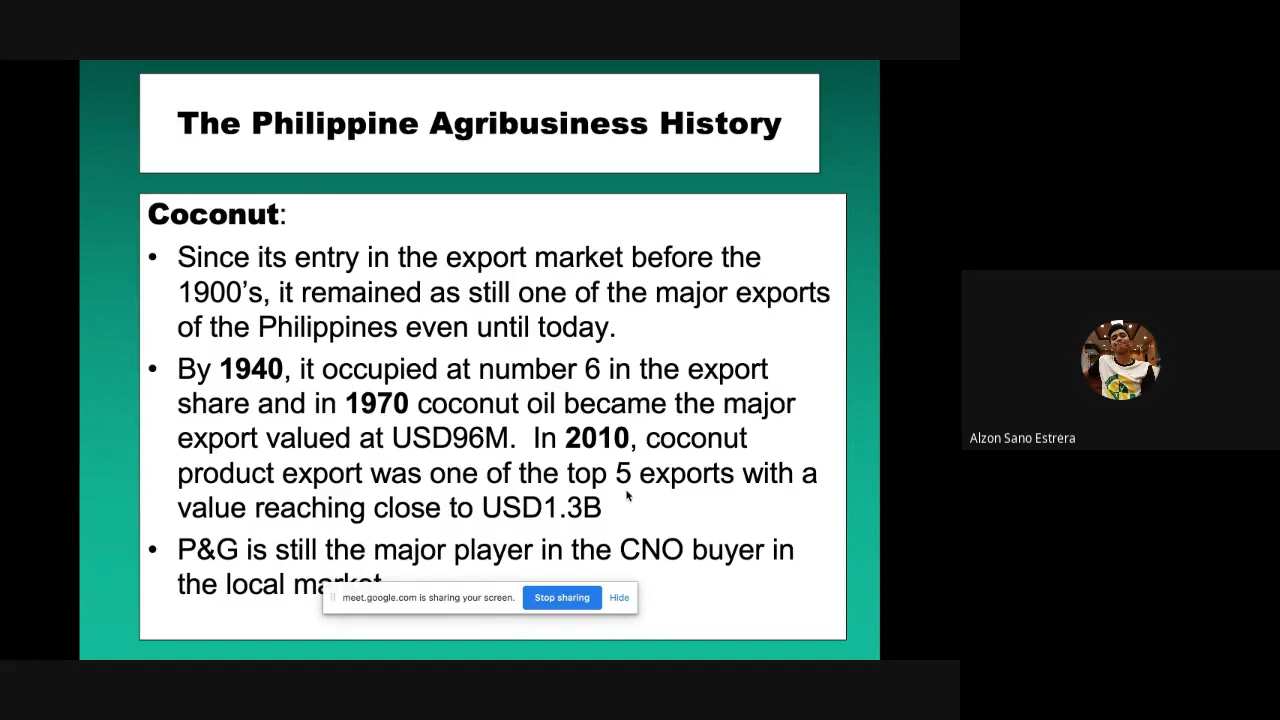 The Philippine Agribusiness History
Coconut:
• Since its entry in the export market before the
1900's, it remained as still one of the major exports
of the Philippines even until today.
• By 1940, it occupied at number 6 in the export
share and in 1970 coconut oil became the major
export valued at USD96M.  In 2010, coconut
product export was one of the top 5 exports with a
value reaching close to USD1.3B
• P&G is still the major player in the CNO buyer in
the local market
meet.google.com is sharing your screen. Stop sharing Hide
Alzon Sano Estrera